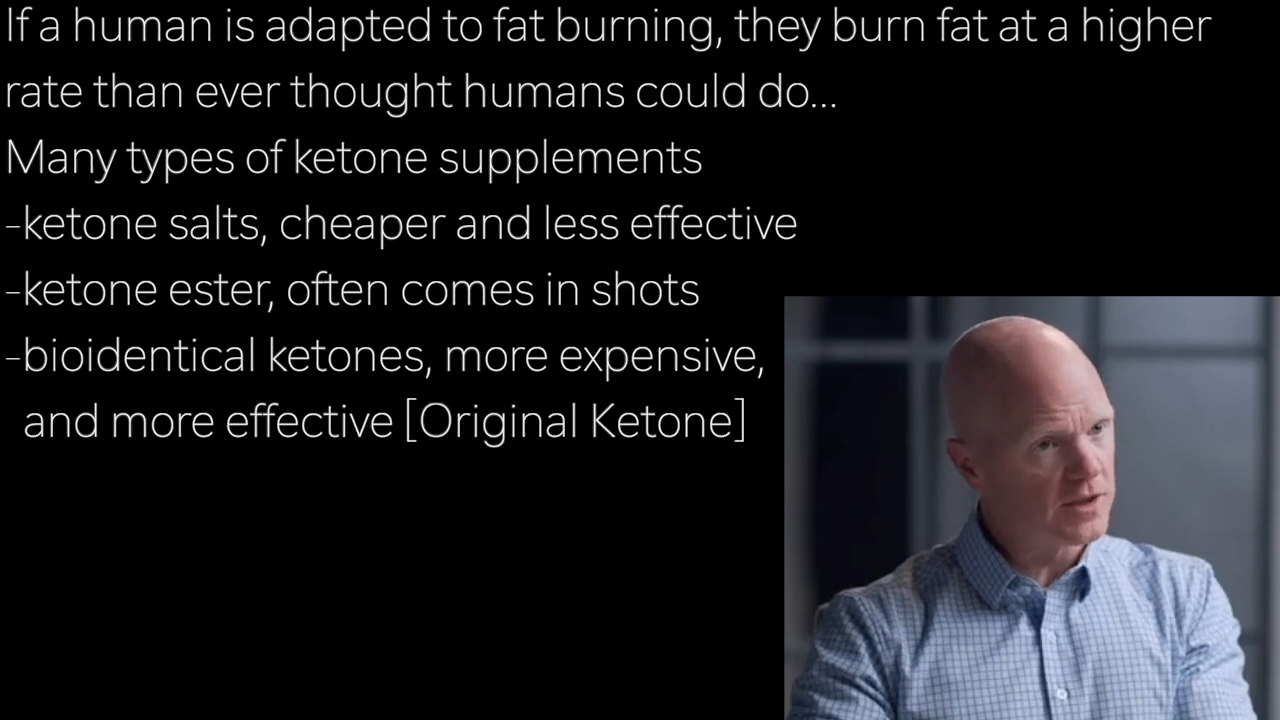 If a human is adapted to fat burning, they burn fat at a higher
rate than ever thought humans could do...
Many types of ketone supplements
-ketone salts, cheaper and less effective
-ketone ester, often comes in shots
-bioidentical ketones, more expensive,
and more effective [Original Ketone]